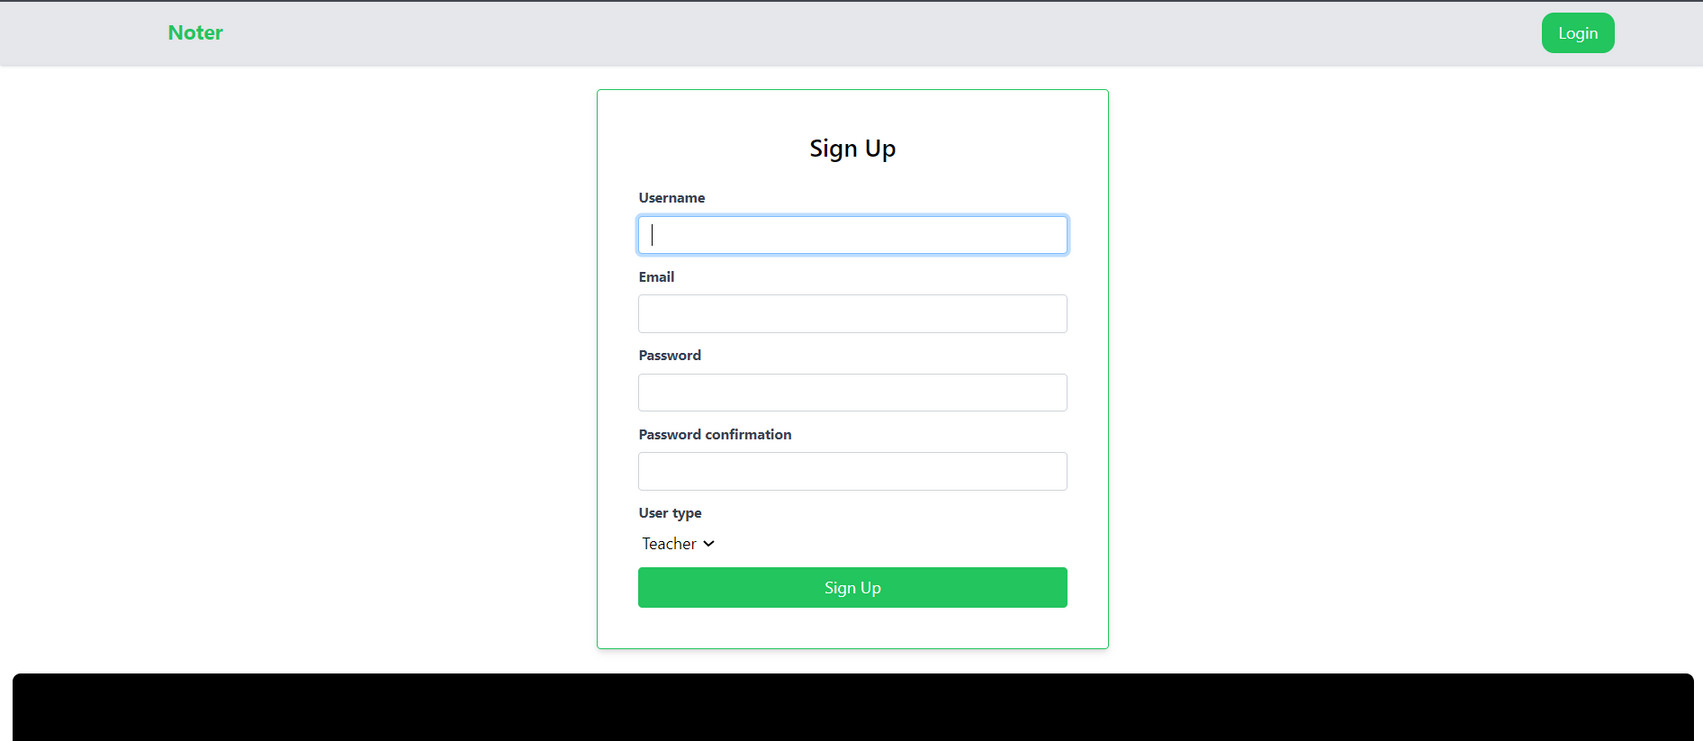 Noter
Login
Sign Up
Username
Email
Password
Password confirmation
User type
Teacher
Sign Up